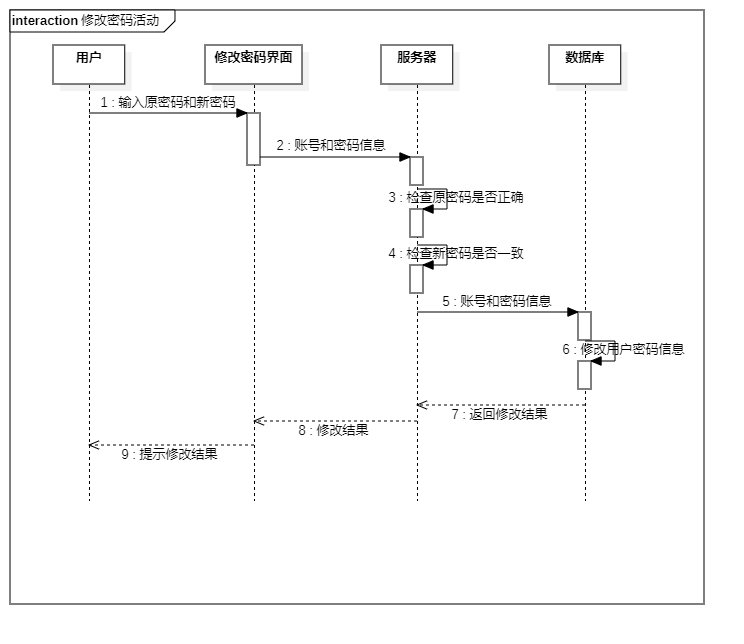 interaction 修改密码活动
用户
修改密码界面
服务器
数据库
1 : 输入原密码和新密码
2 : 账号和密码信息
3 : 检查原密码是否正确
4 : 检查新密码是否一致
5 : 账号和密码信息
6 : 修改用户密码信息
7 : 返回修改结果
8 : 修改结果
9 : 提示修改结果